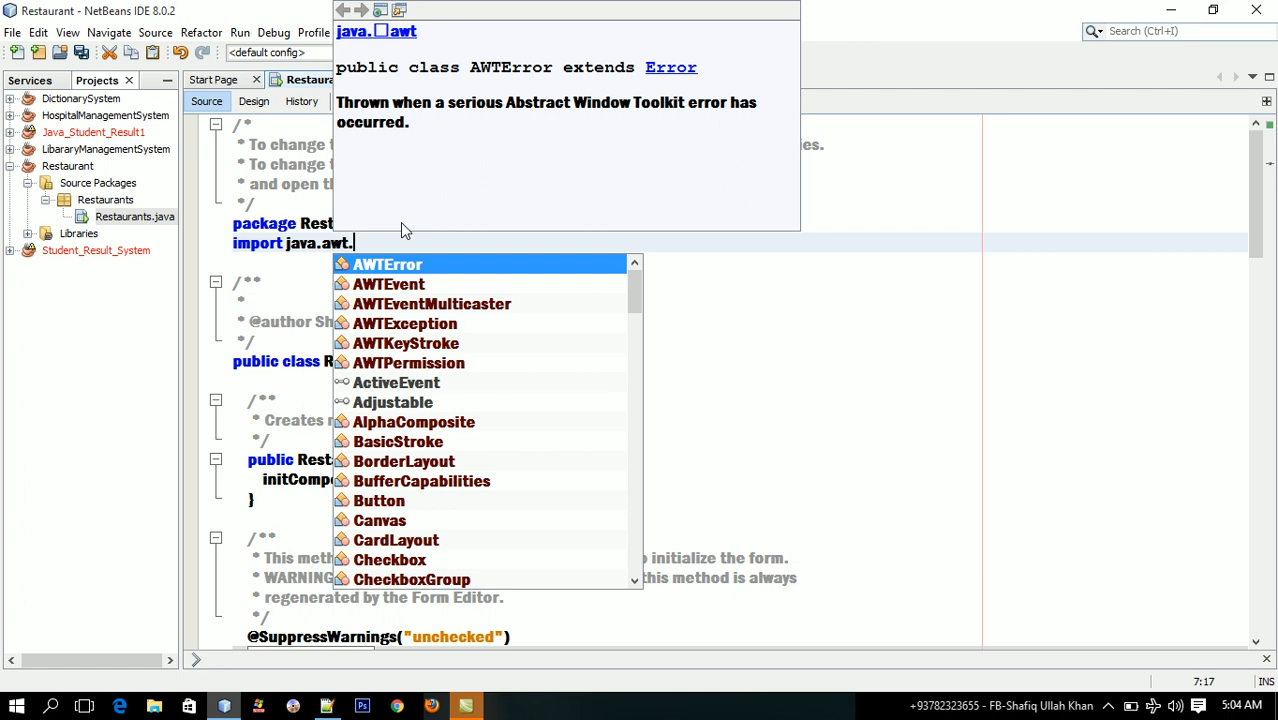 Restaurant - NetBeans IDE 8.0.2
File Edit View Navigate Source Refactor Run Debug Profile
Search (Ctrl+I)
<default config>
java.□awt
public class AWTError extends Error
Thrown when a serious Abstract Window Toolkit error has
occurred.
Services Projects
DictionarySystem
HospitalManagementSystem
Java_Student_Result1
LibararyManagementSystem
Restaurant
Source Packages
Restaurants
Restaurants.java
Libraries
Student_Result_System
Start Page Restaura
Source Design History
/*
* To change t es.
* To change t
* and open th
*/
package Rest
import java.awt.
/**
*
* @author Sh
*/
public class R
/**
* Creates n
*/
public Resta
initCompo
}
/**
* This meth o initialize the form.
* WARNING this method is always
* regenerated by the Form Editor.
*/
@SuppressWarnings("unchecked")
AWTError
AWTEvent
AWTEventMulticaster
AWTException
AWTKeyStroke
AWTPermission
ActiveEvent
Adjustable
AlphaComposite
BasicStroke
BorderLayout
BufferCapabilities
Button
Canvas
CardLayout
Checkbox
CheckboxGroup
7:17 INS
+93782323655 - FB-Shafiq Ullah Khan 5:04 AM